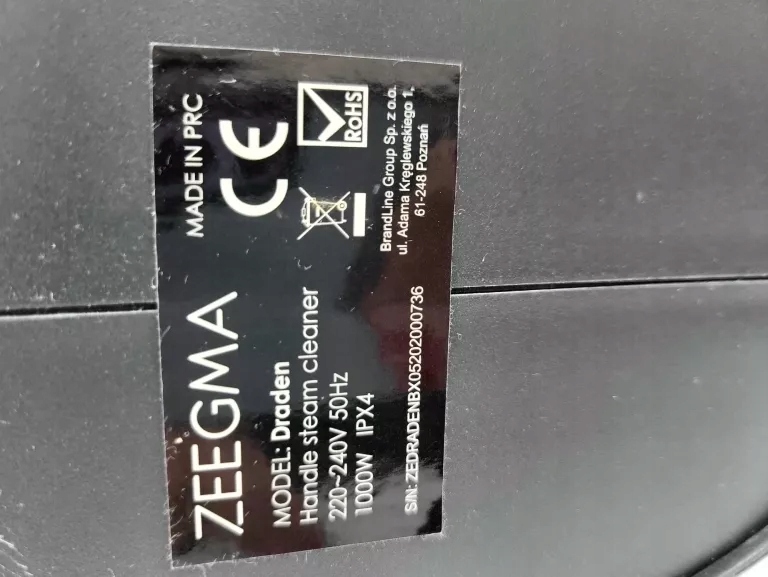 ZEEGMA
MODEL: Draden
Handle steam cleaner
220~240V 50Hz
1000W IPX4
S/N: ZEDRADENBX05202000736
MADE IN PRC
CE
ROHS
BrandLine Group Sp. z o.o.
ul. Adama Kręglewskiego 1,
61-248 Poznań